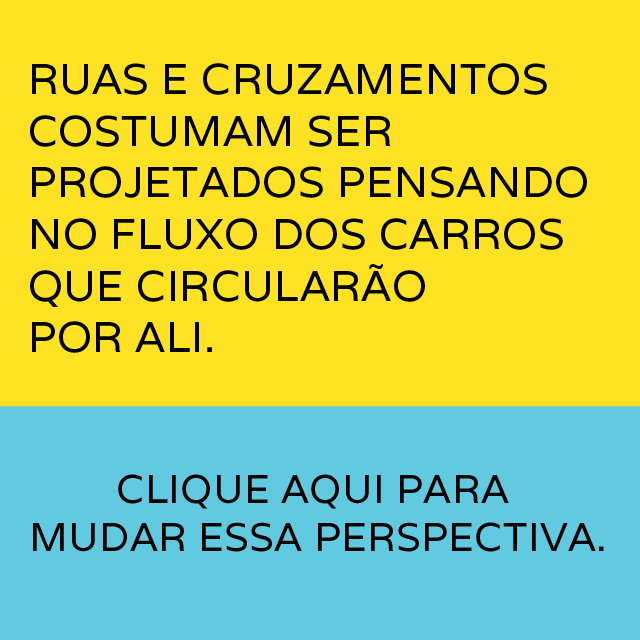 RUAS E CRUZAMENTOS
COSTUMAM SER
PROJETADOS PENSANDO
NO FLUXO DOS CARROS
QUE CIRCULARÃO
POR ALI.
CLIQUE AQUI PARA
MUDAR ESSA PERSPECTIVA.